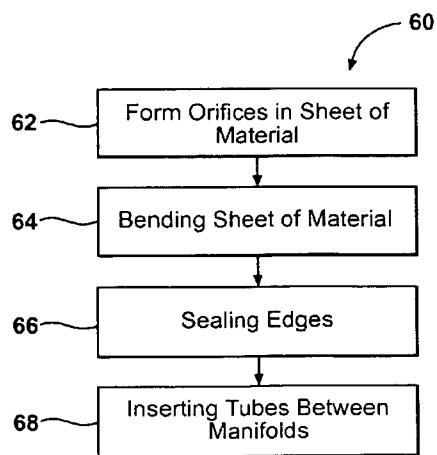 60
62
Form Orifices in Sheet of
Material
64
Bending Sheet of Material
66
Sealing Edges
68
Inserting Tubes Between
Manifolds